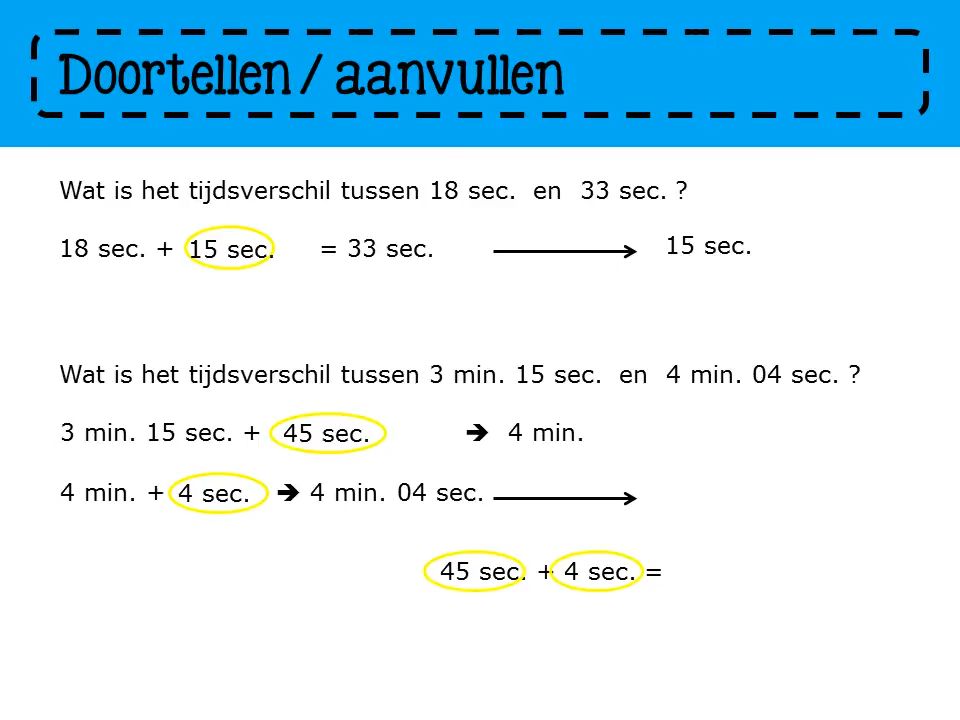 Doortellen / aanvullen
Wat is het tijdsverschil tussen 18 sec. en 33 sec. ?
18 sec. + 15 sec. = 33 sec. 15 sec.
Wat is het tijdsverschil tussen 3 min. 15 sec. en 4 min. 04 sec. ?
3 min. 15 sec. + 45 sec. ➔ 4 min.
4 min. + 4 sec. ➔ 4 min. 04 sec.
45 sec. + 4 sec. =